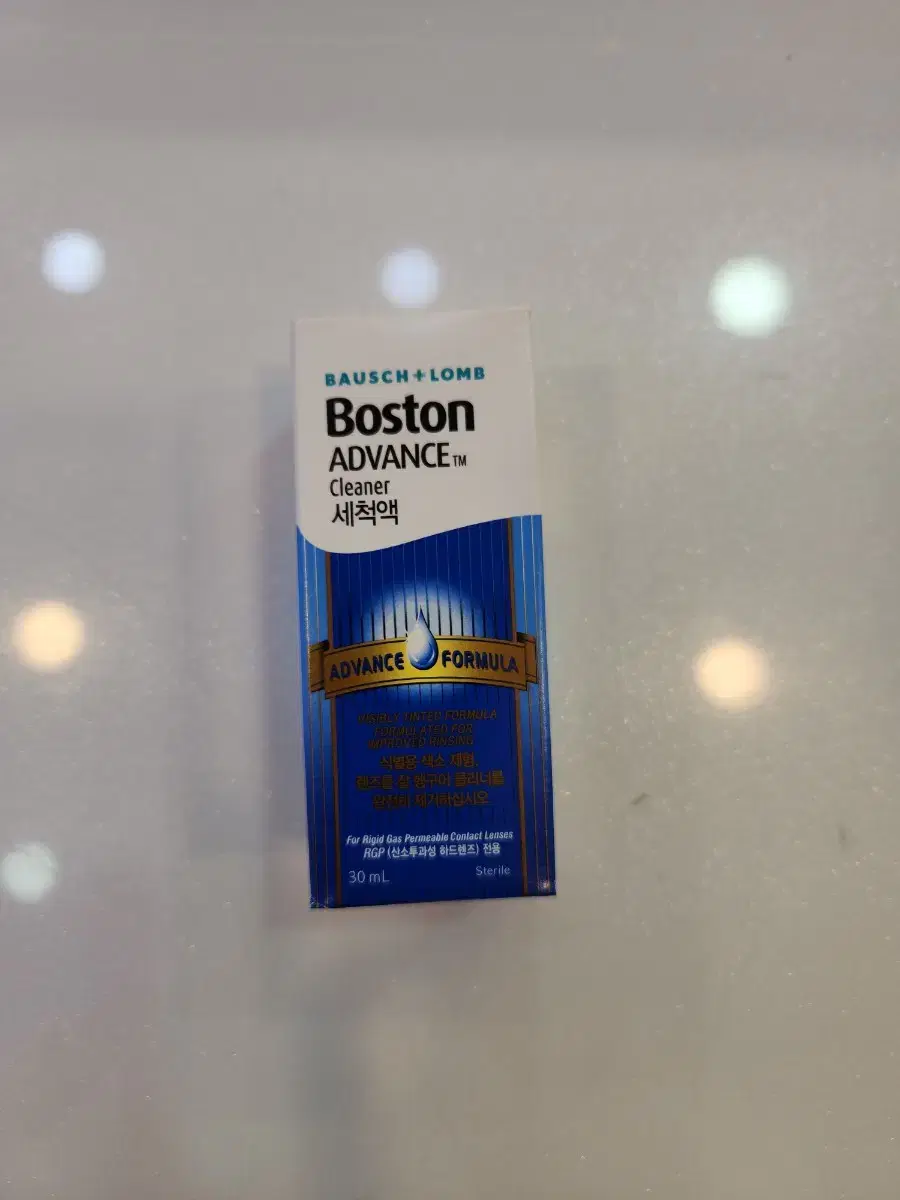 BAUSCH + LOMB
Boston
ADVANCE™
Cleaner
세척액
ADVANCE FORMULA
VISIBLY TINTED FORMULA
FORMULATED FOR
IMPROVED RINSING
식별용 색소 제형,
렌즈를 잘 헹구어 클리너를
완전히 제거하십시오
For Rigid Gas Permeable Contact Lenses
RGP (산소투과성 하드렌즈) 전용
30 mL
Sterile